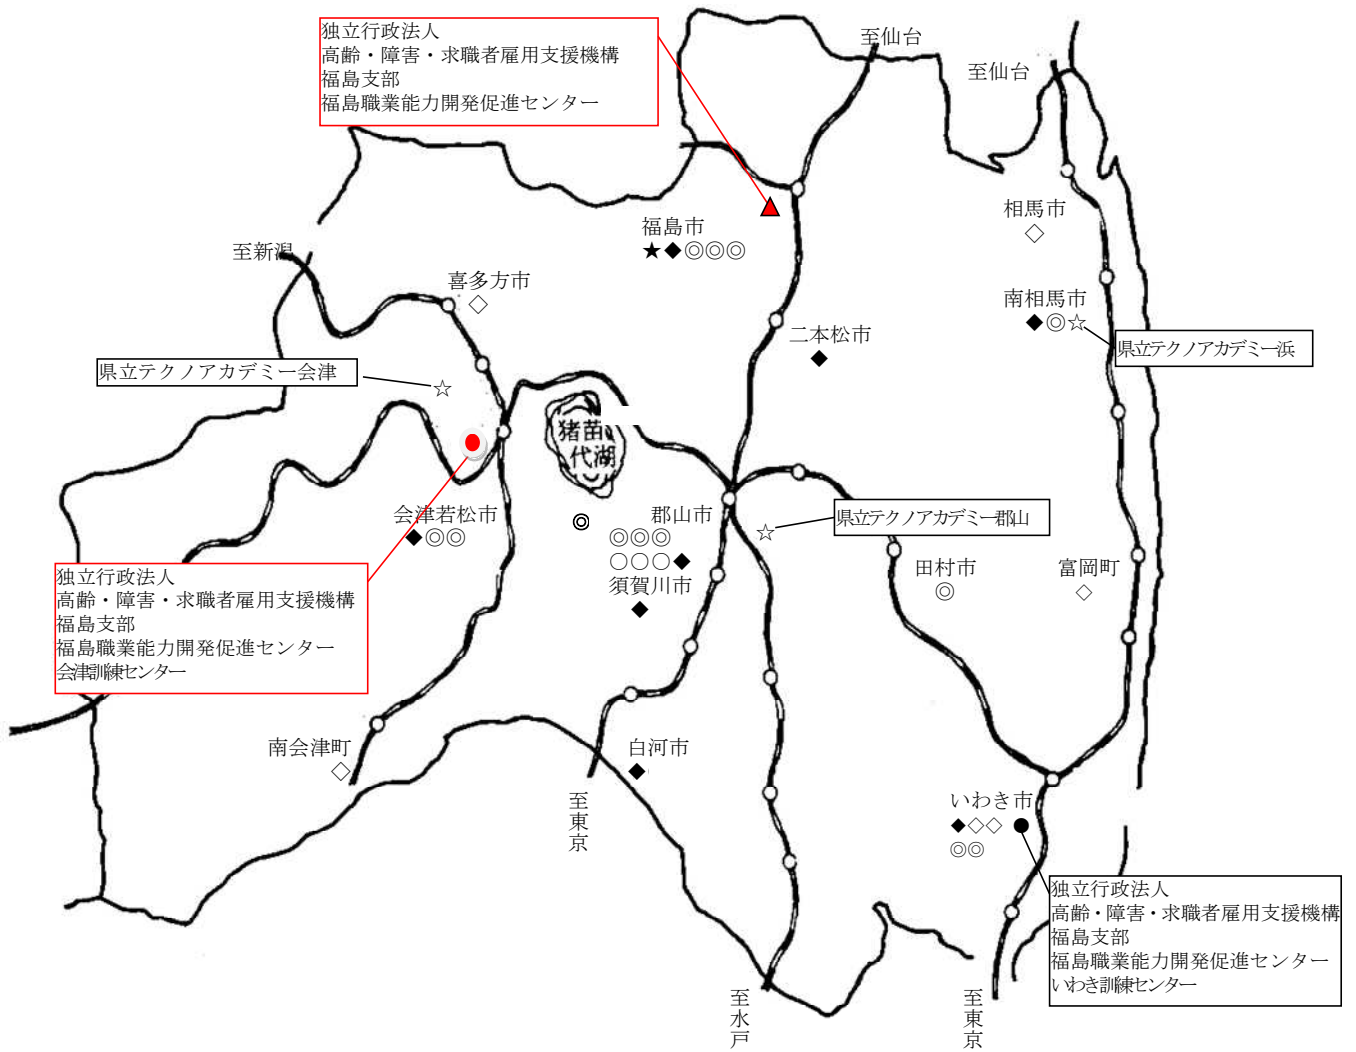 独立行政法人
高齢・障害・求職者雇用支援機構
福島支部
福島職業能力開発促進センター
至仙台
至仙台
相馬市
◇
福島市
★◆◎◎◎
至新潟
喜多方市
◇
南相馬市
◆◎☆
県立テクノアカデミー浜
二本松市
◆
県立テクノアカデミー会津
☆
猪苗
代湖
会津若松市
◆◎◎
◎
郡山市
◎◎◎
○○○◆
☆
県立テクノアカデミー郡山
須賀川市
◆
田村市
◎
富岡町
◇
独立行政法人
高齢・障害・求職者雇用支援機構
福島支部
福島職業能力開発促進センター
会津訓練センター
南会津町
◇
白河市
◆
至東京
いわき市
◆◇◇ ●
◎◎
独立行政法人
高齢・障害・求職者雇用支援機構
福島支部
福島職業能力開発促進センター
いわき訓練センター
至水戸
至東京